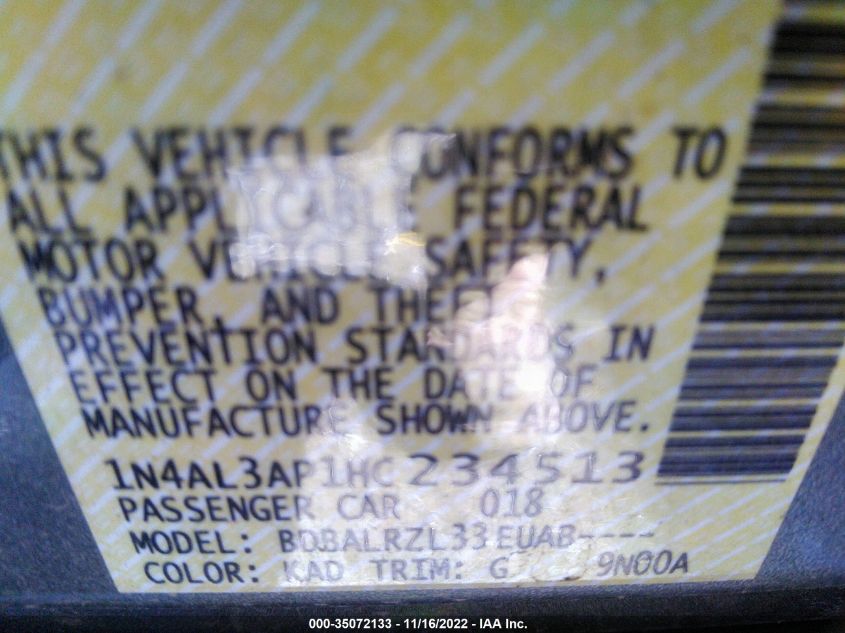 THIS VEHICLE CONFORMS TO
ALL APPLICABLE FEDERAL
MOTOR VEHICLE SAFETY,
BUMPER, AND THEFT
PREVENTION STANDARDS IN
EFFECT ON THE DATE OF
MANUFACTURE SHOWN ABOVE.
1N4AL3AP1HC234513
PASSENGER CAR 018
MODEL: BDBALRZL33EUAB----
COLOR: KAD TRIM: G 9N00A
000-35072133 - 11/16/2022 - IAA Inc.